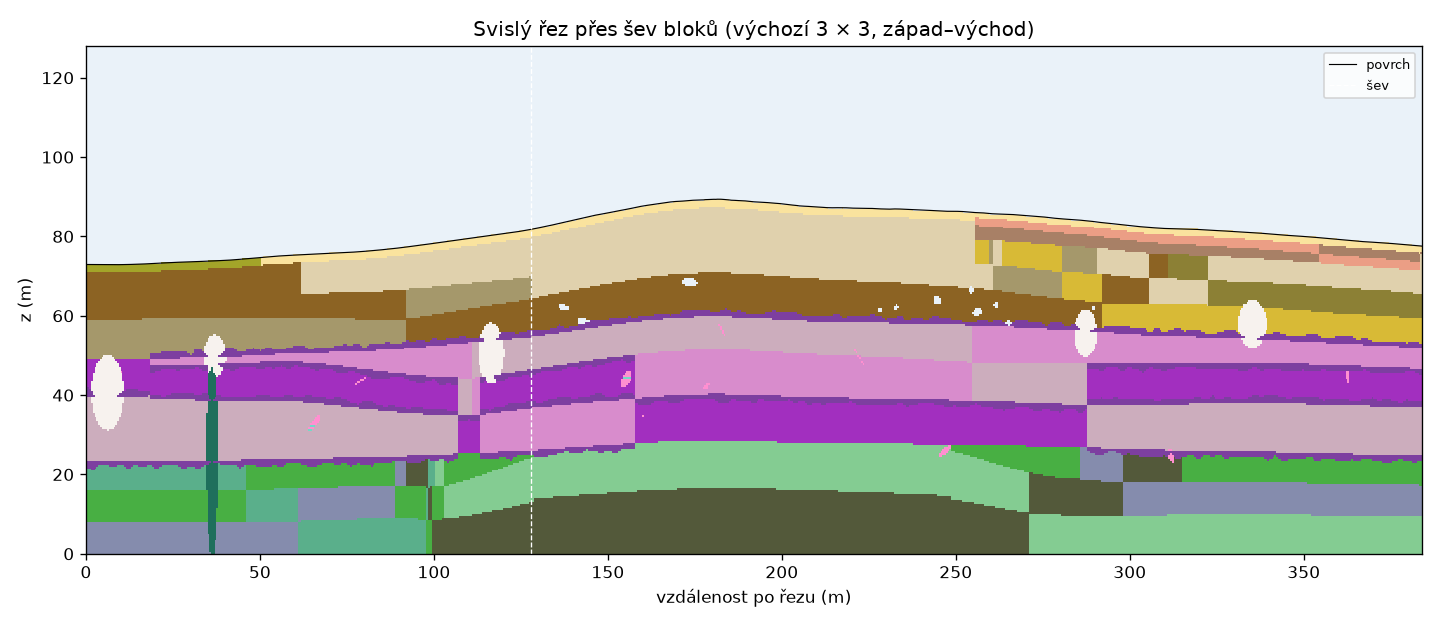 Svislý řez přes šev bloků (výchozí 3 × 3, západ–východ)
povrch
šev
120
100
80
60
40
20
0
z (m)
0 50 100 150 200 250 300 350
vzdálenost po řezu (m)